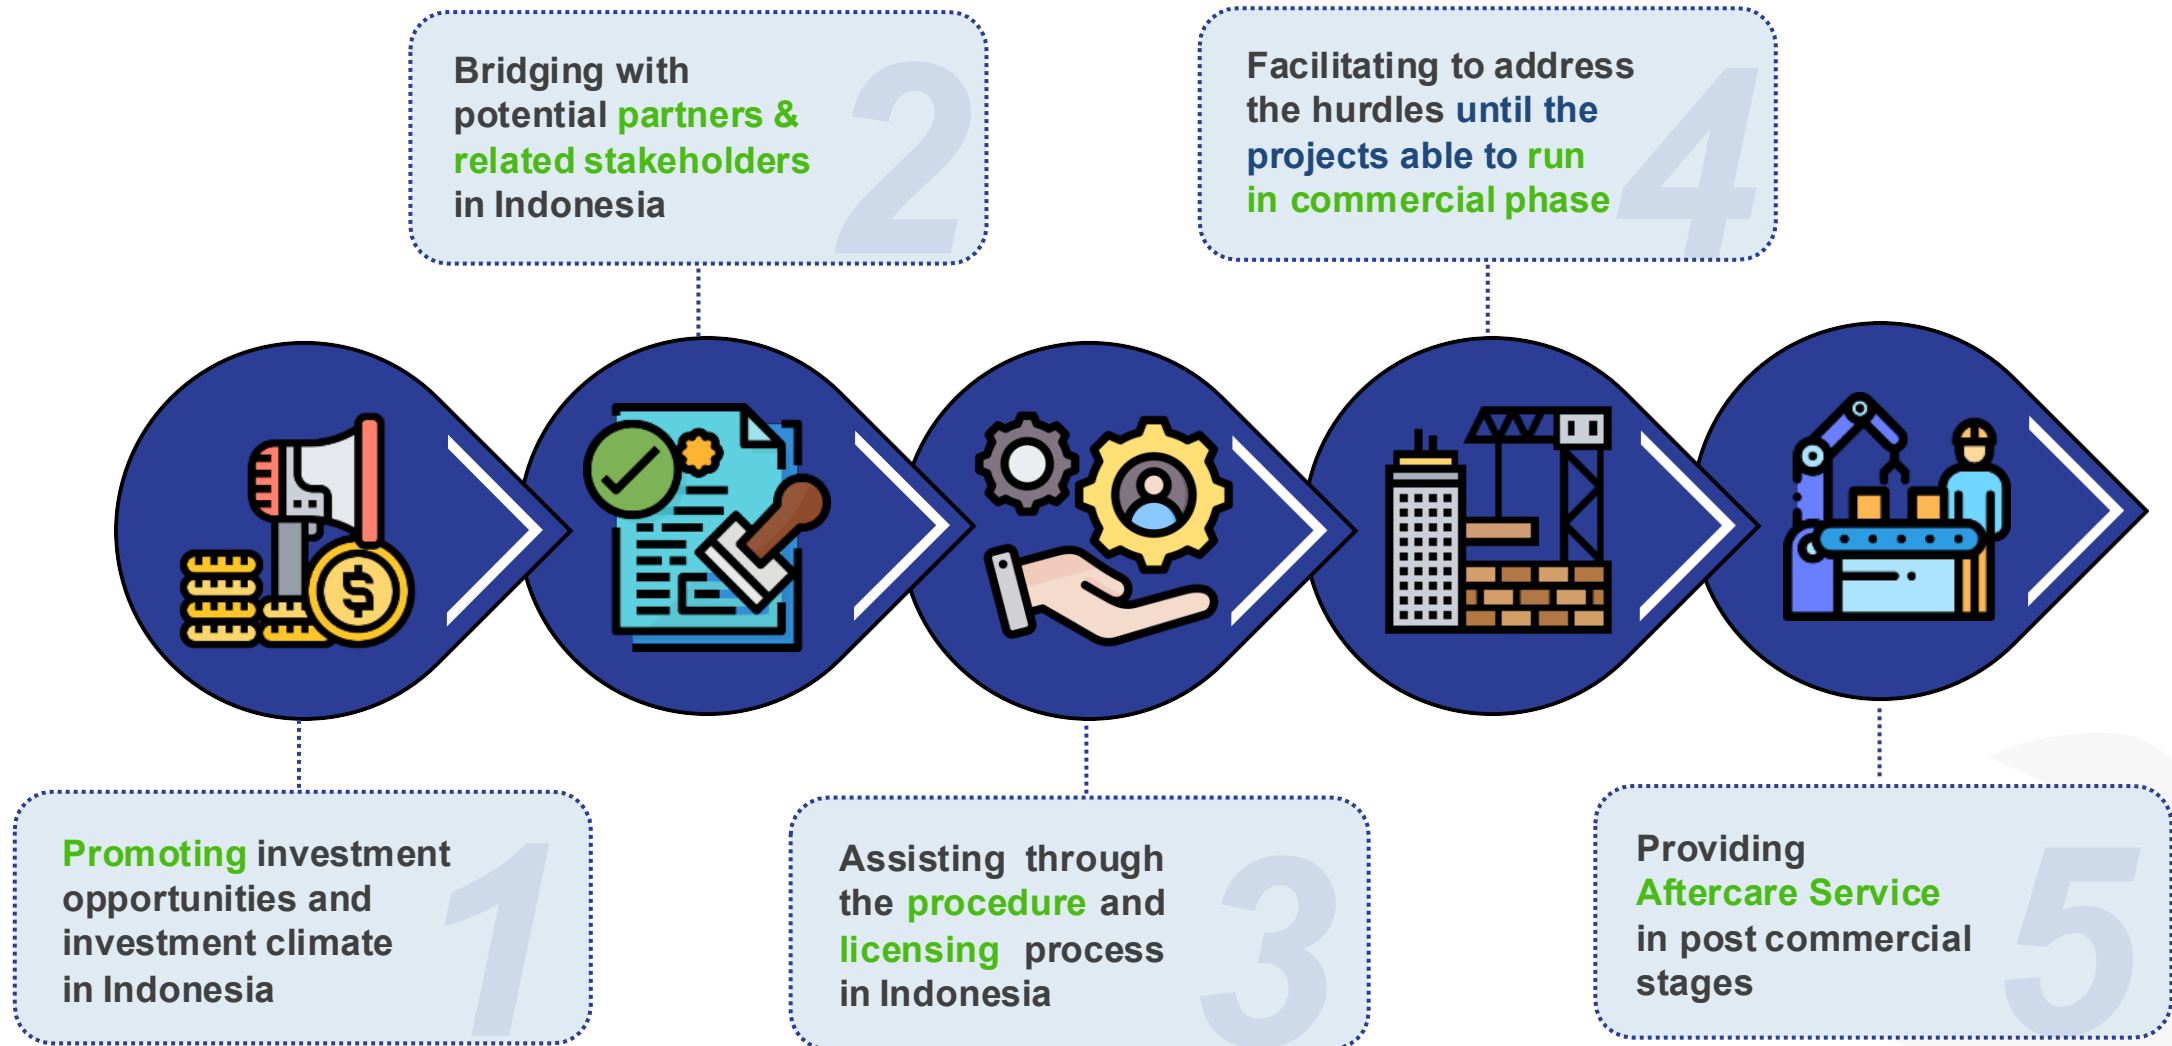 1
Promoting investment
opportunities and
investment climate
in Indonesia
2
Bridging with
potential partners &
related stakeholders
in Indonesia
3
Assisting through
the procedure and
licensing process
in Indonesia
4
Facilitating to address
the hurdles until the
projects able to run
in commercial phase
5
Providing
Aftercare Service
in post commercial
stages
$